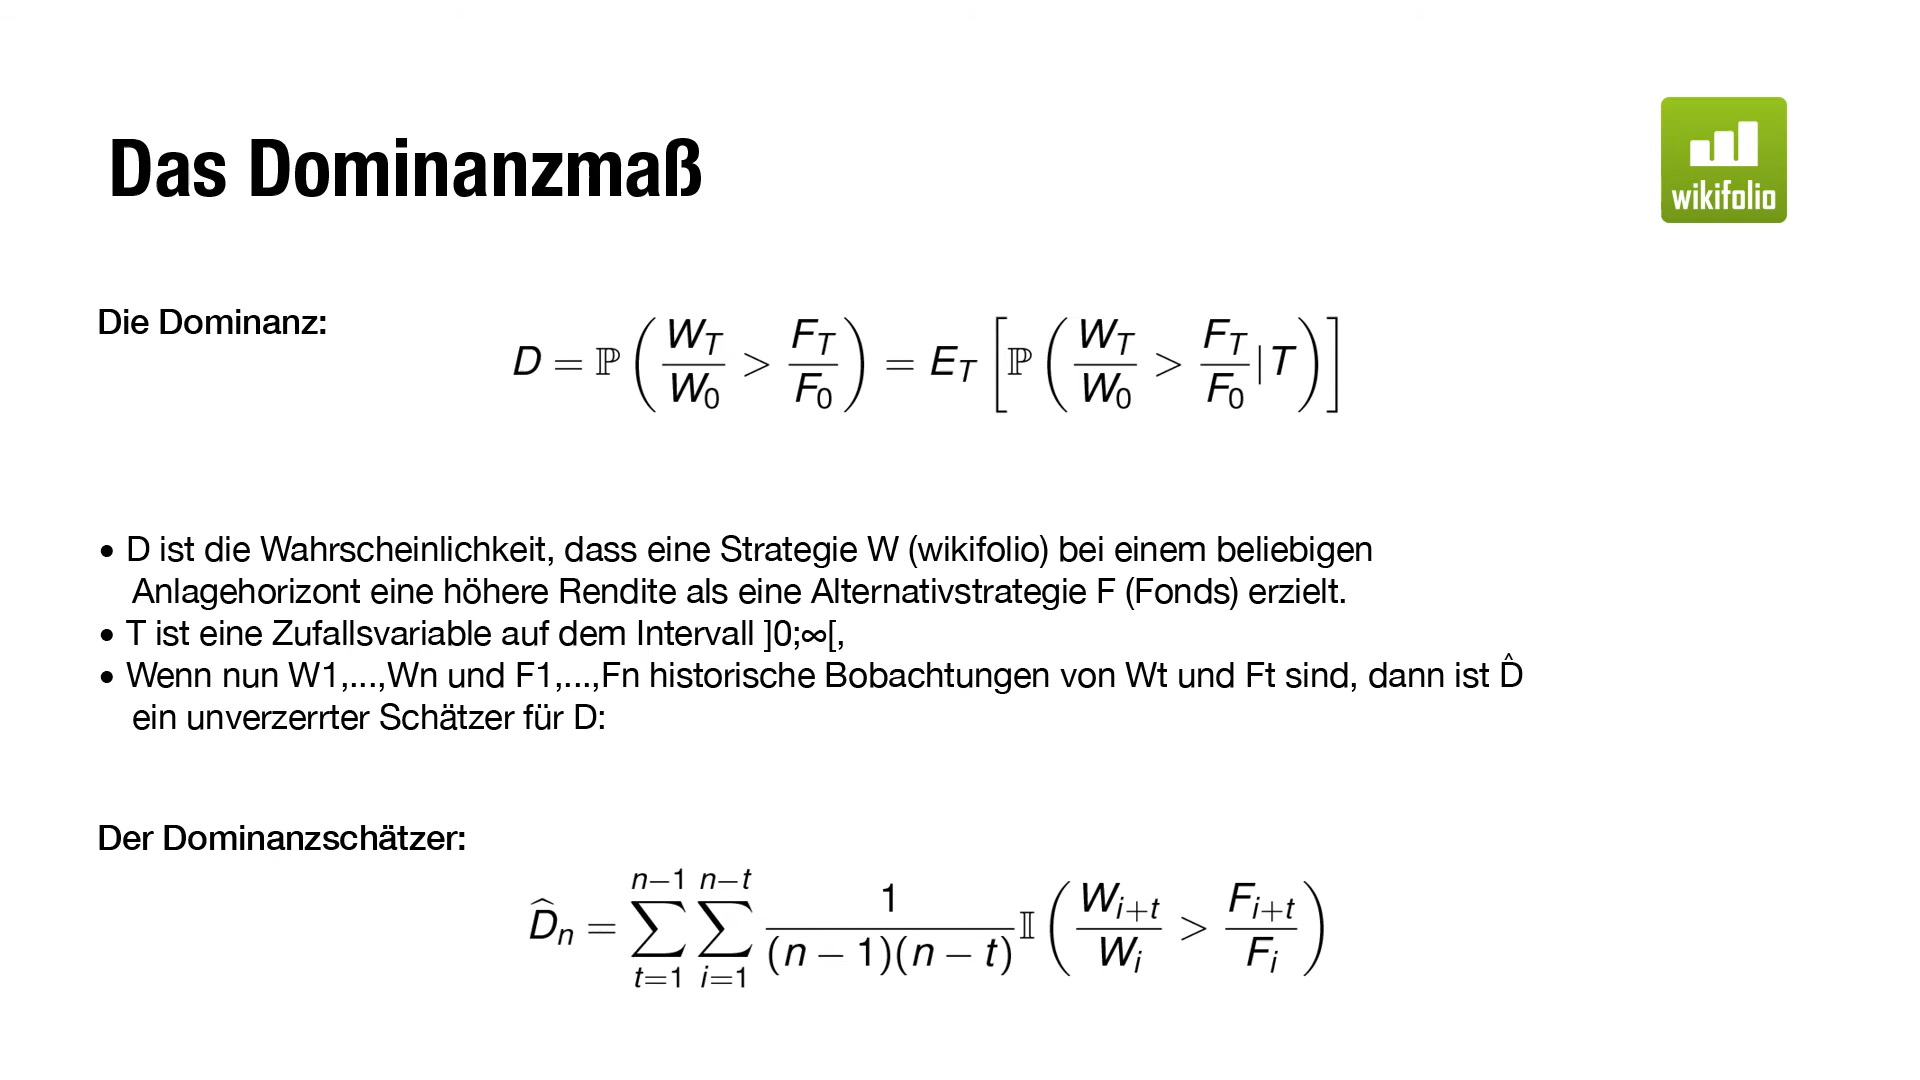 Das Dominanzmaß
wikifolio
Die Dominanz:
D = ℙ ( W_T / W_0 > F_T / F_0 ) = E_T [ ℙ ( W_T / W_0 > F_T / F_0 | T ) ]
• D ist die Wahrscheinlichkeit, dass eine Strategie W (wikifolio) bei einem beliebigen
Anlagehorizont eine höhere Rendite als eine Alternativstrategie F (Fonds) erzielt.
• T ist eine Zufallsvariable auf dem Intervall ]0;∞[,
• Wenn nun W1,...,Wn und F1,...,Fn historische Bobachtungen von Wt und Ft sind, dann ist D̂
ein unverzerrter Schätzer für D:
Der Dominanzschätzer:
D̂_n = ∑_{t=1}^{n−1} ∑_{i=1}^{n−t} 1 / ((n − 1)(n − t)) 𝕀 ( W_{i+t} / W_i > F_{i+t} / F_i )